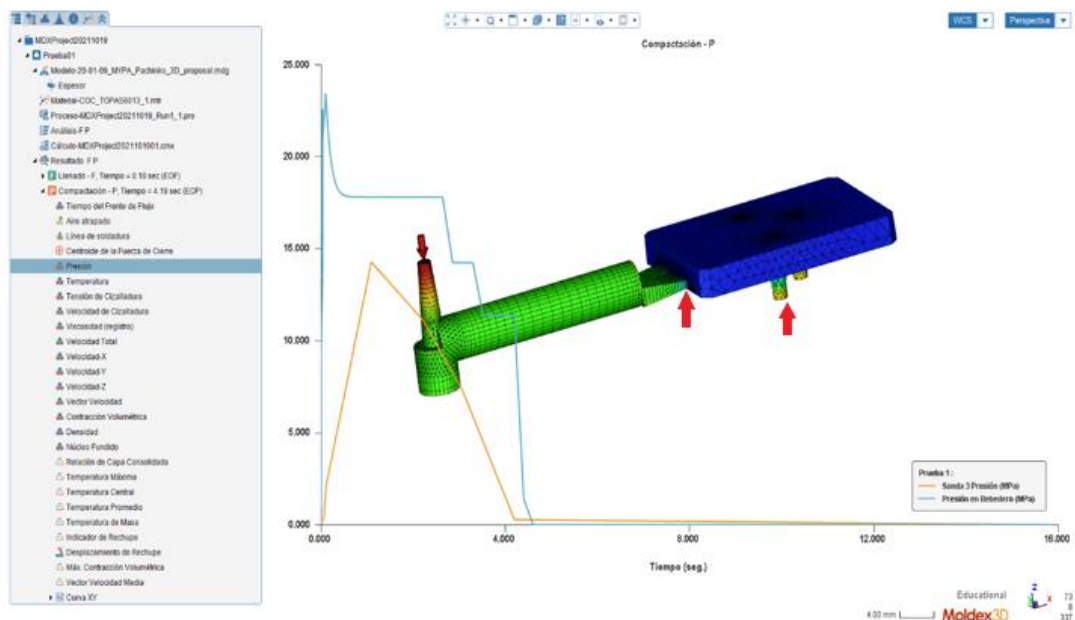 WCS
Perspectiva
MDXProject20211019
Prueba01
Modelo-20-01-09_MYPA_Pachinko_3D_proposal.mdg
Espesor
Material-COC_TOPAS6013_1.mtr
Proceso-MDXProject20211019_Run1_1.pro
Análisis-F P
Cálculo-MDXProject2021101901.cmx
Resultado F P
Llenado - F, Tiempo = 0.10 sec (EOF)
Compactación - P, Tiempo = 4.19 sec (EOP)
Tiempo del Frente de Flujo
Aire atrapado
Línea de soldadura
Centroide de la Fuerza de Cierre
Presión
Temperatura
Tensión de Cizalladura
Velocidad de Cizalladura
Viscosidad (registro)
Velocidad Total
Velocidad-X
Velocidad-Y
Velocidad-Z
Vector Velocidad
Contracción Volumétrica
Densidad
Núcleo Fundido
Relación de Capa Consolidada
Temperatura Máxima
Temperatura Central
Temperatura Promedio
Temperatura de Masa
Indicador de Rechupe
Desplazamiento de Rechupe
Máx. Contracción Volumétrica
Vector Velocidad Media
Curva XY
Compactación - P
25.000
20.000
15.000
10.000
5.000
0.000
0.000 4.000 8.000 12.000 16.000
Tiempo (seg.)
Prueba 1 :
Sonda 3 Presión (MPa)
Presión en Bebedero (MPa)
Educational
4.00 mm
Moldex3D
Z
X
73
0
337